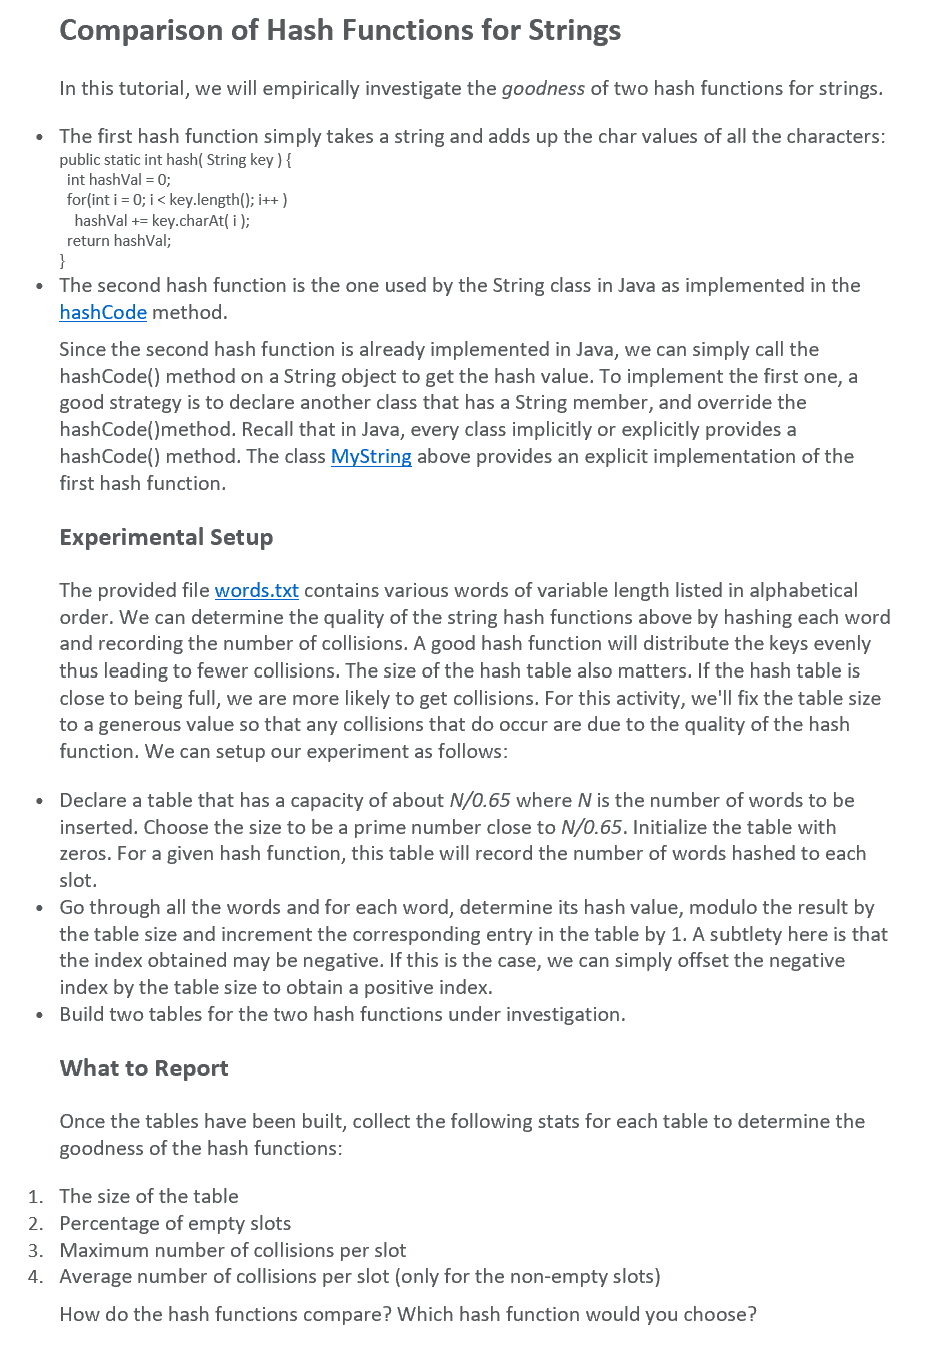 Comparison of Hash Functions for Strings
In this tutorial, we will empirically investigate the goodness of two hash functions for strings.
• The first hash function simply takes a string and adds up the char values of all the characters:
public static int hash( String key ) {
int hashVal = 0;
for(int i = 0; i < key.length(); i++ )
hashVal += key.charAt( i );
return hashVal;
}
• The second hash function is the one used by the String class in Java as implemented in the
hashCode method.
Since the second hash function is already implemented in Java, we can simply call the
hashCode() method on a String object to get the hash value. To implement the first one, a
good strategy is to declare another class that has a String member, and override the
hashCode()method. Recall that in Java, every class implicitly or explicitly provides a
hashCode() method. The class MyString above provides an explicit implementation of the
first hash function.
Experimental Setup
The provided file words.txt contains various words of variable length listed in alphabetical
order. We can determine the quality of the string hash functions above by hashing each word
and recording the number of collisions. A good hash function will distribute the keys evenly
thus leading to fewer collisions. The size of the hash table also matters. If the hash table is
close to being full, we are more likely to get collisions. For this activity, we'll fix the table size
to a generous value so that any collisions that do occur are due to the quality of the hash
function. We can setup our experiment as follows:
• Declare a table that has a capacity of about N/0.65 where N is the number of words to be
inserted. Choose the size to be a prime number close to N/0.65. Initialize the table with
zeros. For a given hash function, this table will record the number of words hashed to each
slot.
• Go through all the words and for each word, determine its hash value, modulo the result by
the table size and increment the corresponding entry in the table by 1. A subtlety here is that
the index obtained may be negative. If this is the case, we can simply offset the negative
index by the table size to obtain a positive index.
• Build two tables for the two hash functions under investigation.
What to Report
Once the tables have been built, collect the following stats for each table to determine the
goodness of the hash functions:
1. The size of the table
2. Percentage of empty slots
3. Maximum number of collisions per slot
4. Average number of collisions per slot (only for the non-empty slots)
How do the hash functions compare? Which hash function would you choose?